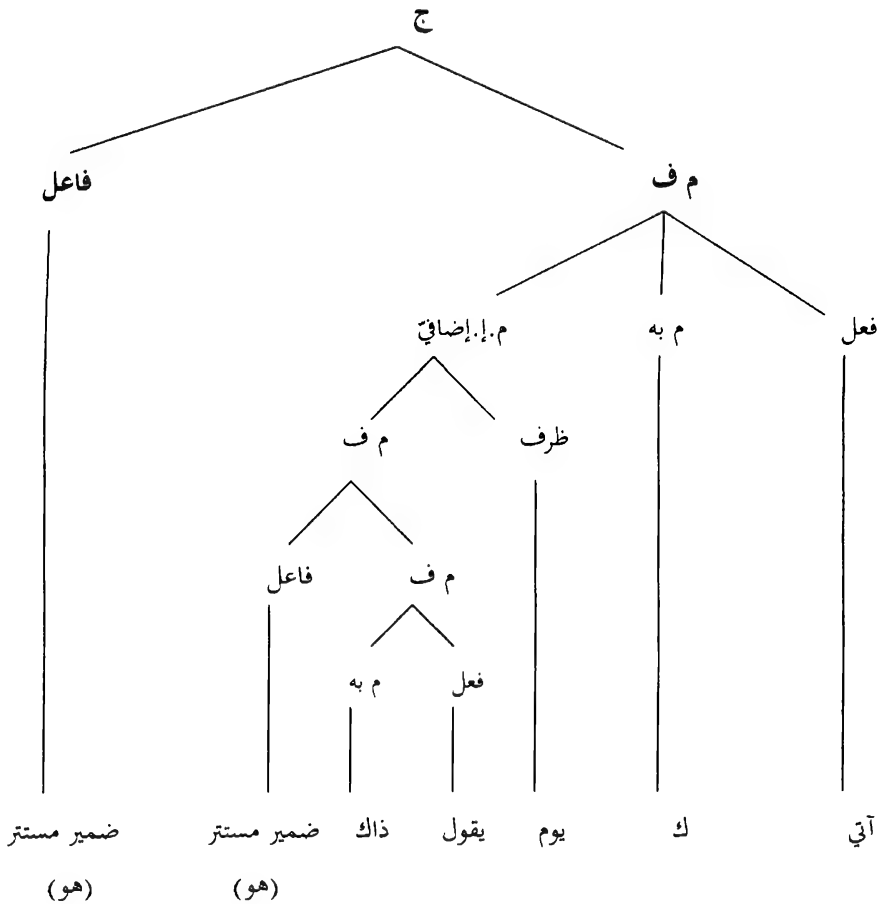 ج
م ف فاعل
فعل م به م.إ.إضافيّ
ظرف م ف
م ف فاعل
فعل م به
آتي ك يوم يقول ذاك ضمير مستتر ضمير مستتر
(هو) (هو)